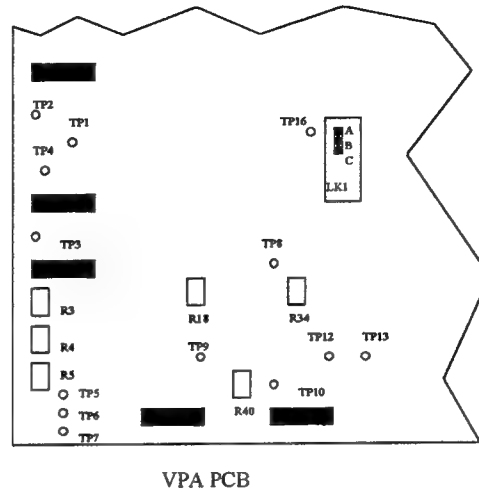 TP2
TP1
TP16
A
B
TP4
C
LK1
TP3
TP8
R3
R18
R34
R4
TP9
TP12
TP13
R5
TP5
TP10
R40
TP6
TP7
VPA PCB